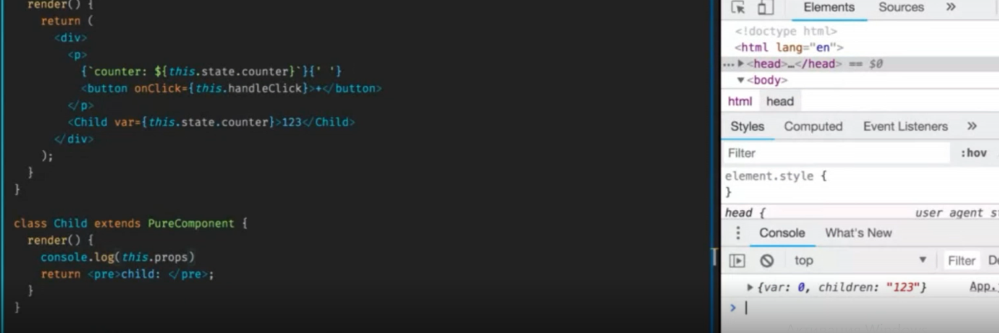 render() {
return (
<div>
<p>
{`counter: ${this.state.counter}`}{' '}
<button onClick={this.handleClick}>+</button>
</p>
<Child var={this.state.counter}>123</Child>
</div>
);
}
}
class Child extends PureComponent {
render() {
console.log(this.props)
return <pre>child: </pre>;
}
}
Elements Sources »
<!doctype html>
<html lang="en">
… ▶<head>…</head> == $0
▼<body>
html head
Styles Computed Event Listeners »
Filter :hov
element.style {
}
head { user agent s
⋮ Console What's New
top ▼ Filter De
▶{var: 0, children: "123"} App.
>